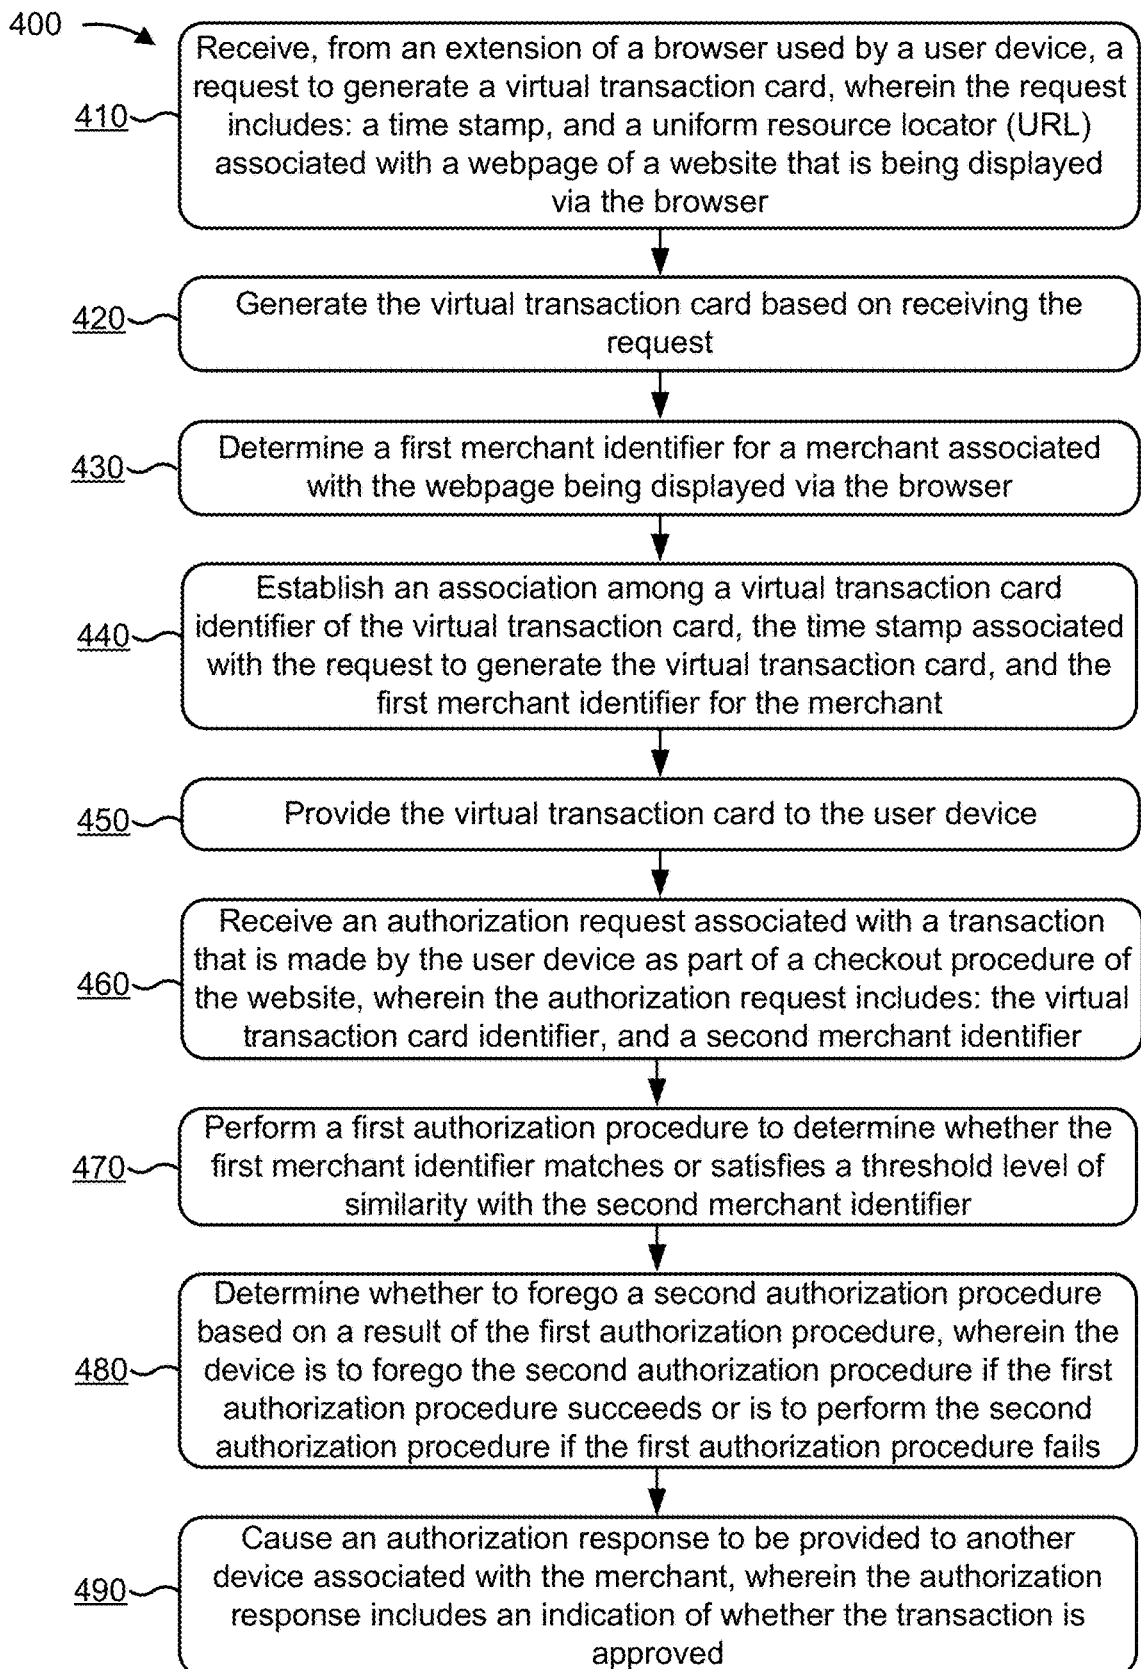 400
Receive, from an extension of a browser used by a user device, a
request to generate a virtual transaction card, wherein the request
includes: a time stamp, and a uniform resource locator (URL)
associated with a webpage of a website that is being displayed
via the browser
410
Generate the virtual transaction card based on receiving the
request
420
Determine a first merchant identifier for a merchant associated
with the webpage being displayed via the browser
430
Establish an association among a virtual transaction card
identifier of the virtual transaction card, the time stamp associated
with the request to generate the virtual transaction card, and the
first merchant identifier for the merchant
440
Provide the virtual transaction card to the user device
450
Receive an authorization request associated with a transaction
that is made by the user device as part of a checkout procedure of
the website, wherein the authorization request includes: the virtual
transaction card identifier, and a second merchant identifier
460
Perform a first authorization procedure to determine whether the
first merchant identifier matches or satisfies a threshold level of
similarity with the second merchant identifier
470
Determine whether to forego a second authorization procedure
based on a result of the first authorization procedure, wherein the
device is to forego the second authorization procedure if the first
authorization procedure succeeds or is to perform the second
authorization procedure if the first authorization procedure fails
480
Cause an authorization response to be provided to another
device associated with the merchant, wherein the authorization
response includes an indication of whether the transaction is
approved
490